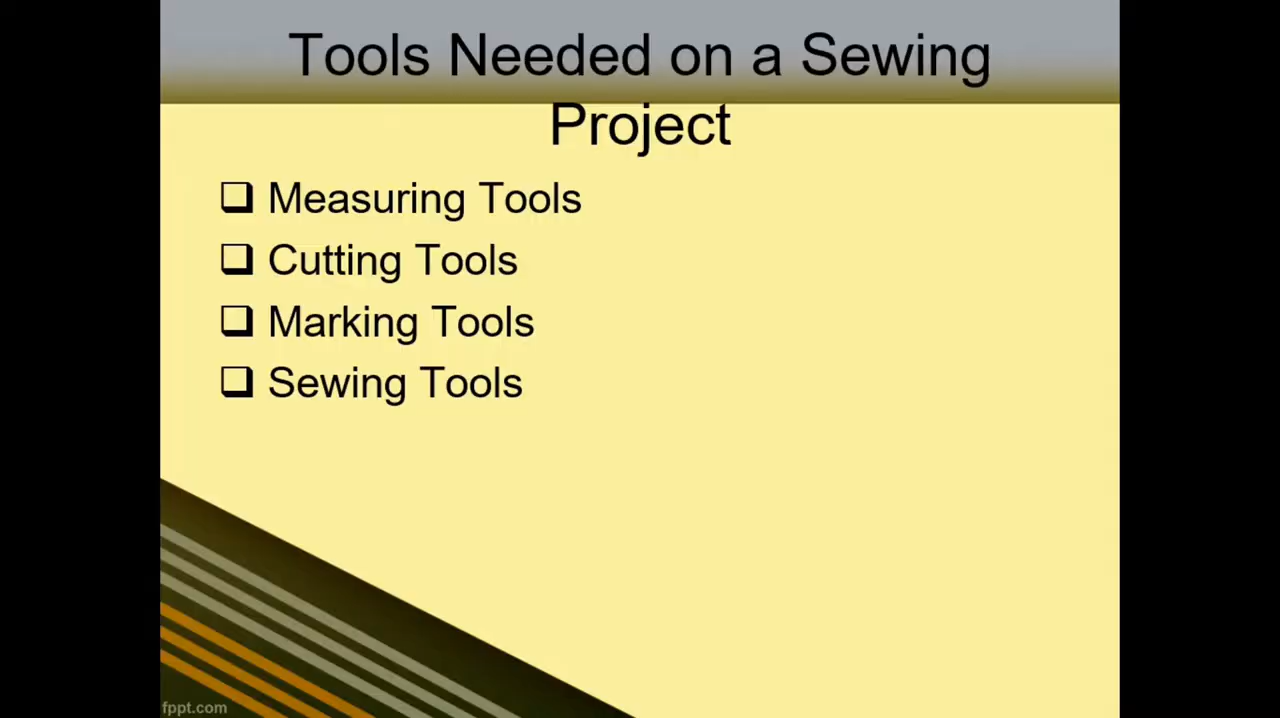 Tools Needed on a Sewing
Project
❑ Measuring Tools
❑ Cutting Tools
❑ Marking Tools
❑ Sewing Tools
fppt.com